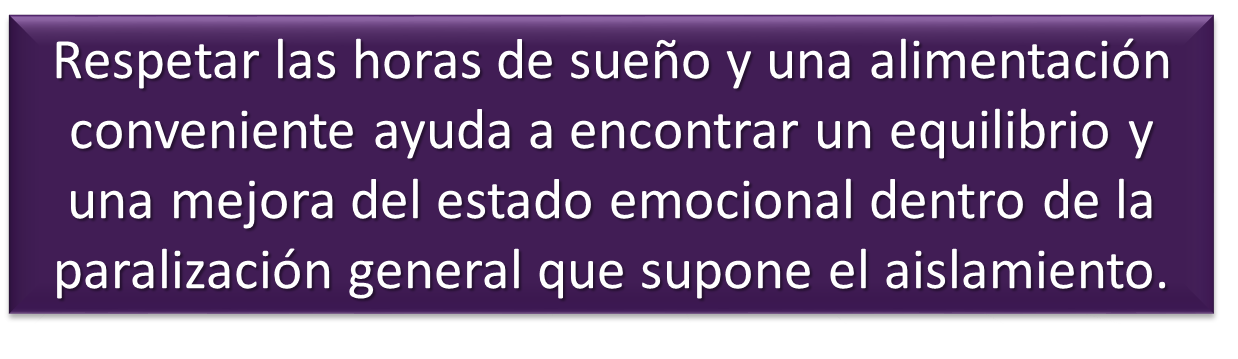 Respetar las horas de sueño y una alimentación
conveniente ayuda a encontrar un equilibrio y
una mejora del estado emocional dentro de la
paralización general que supone el aislamiento.